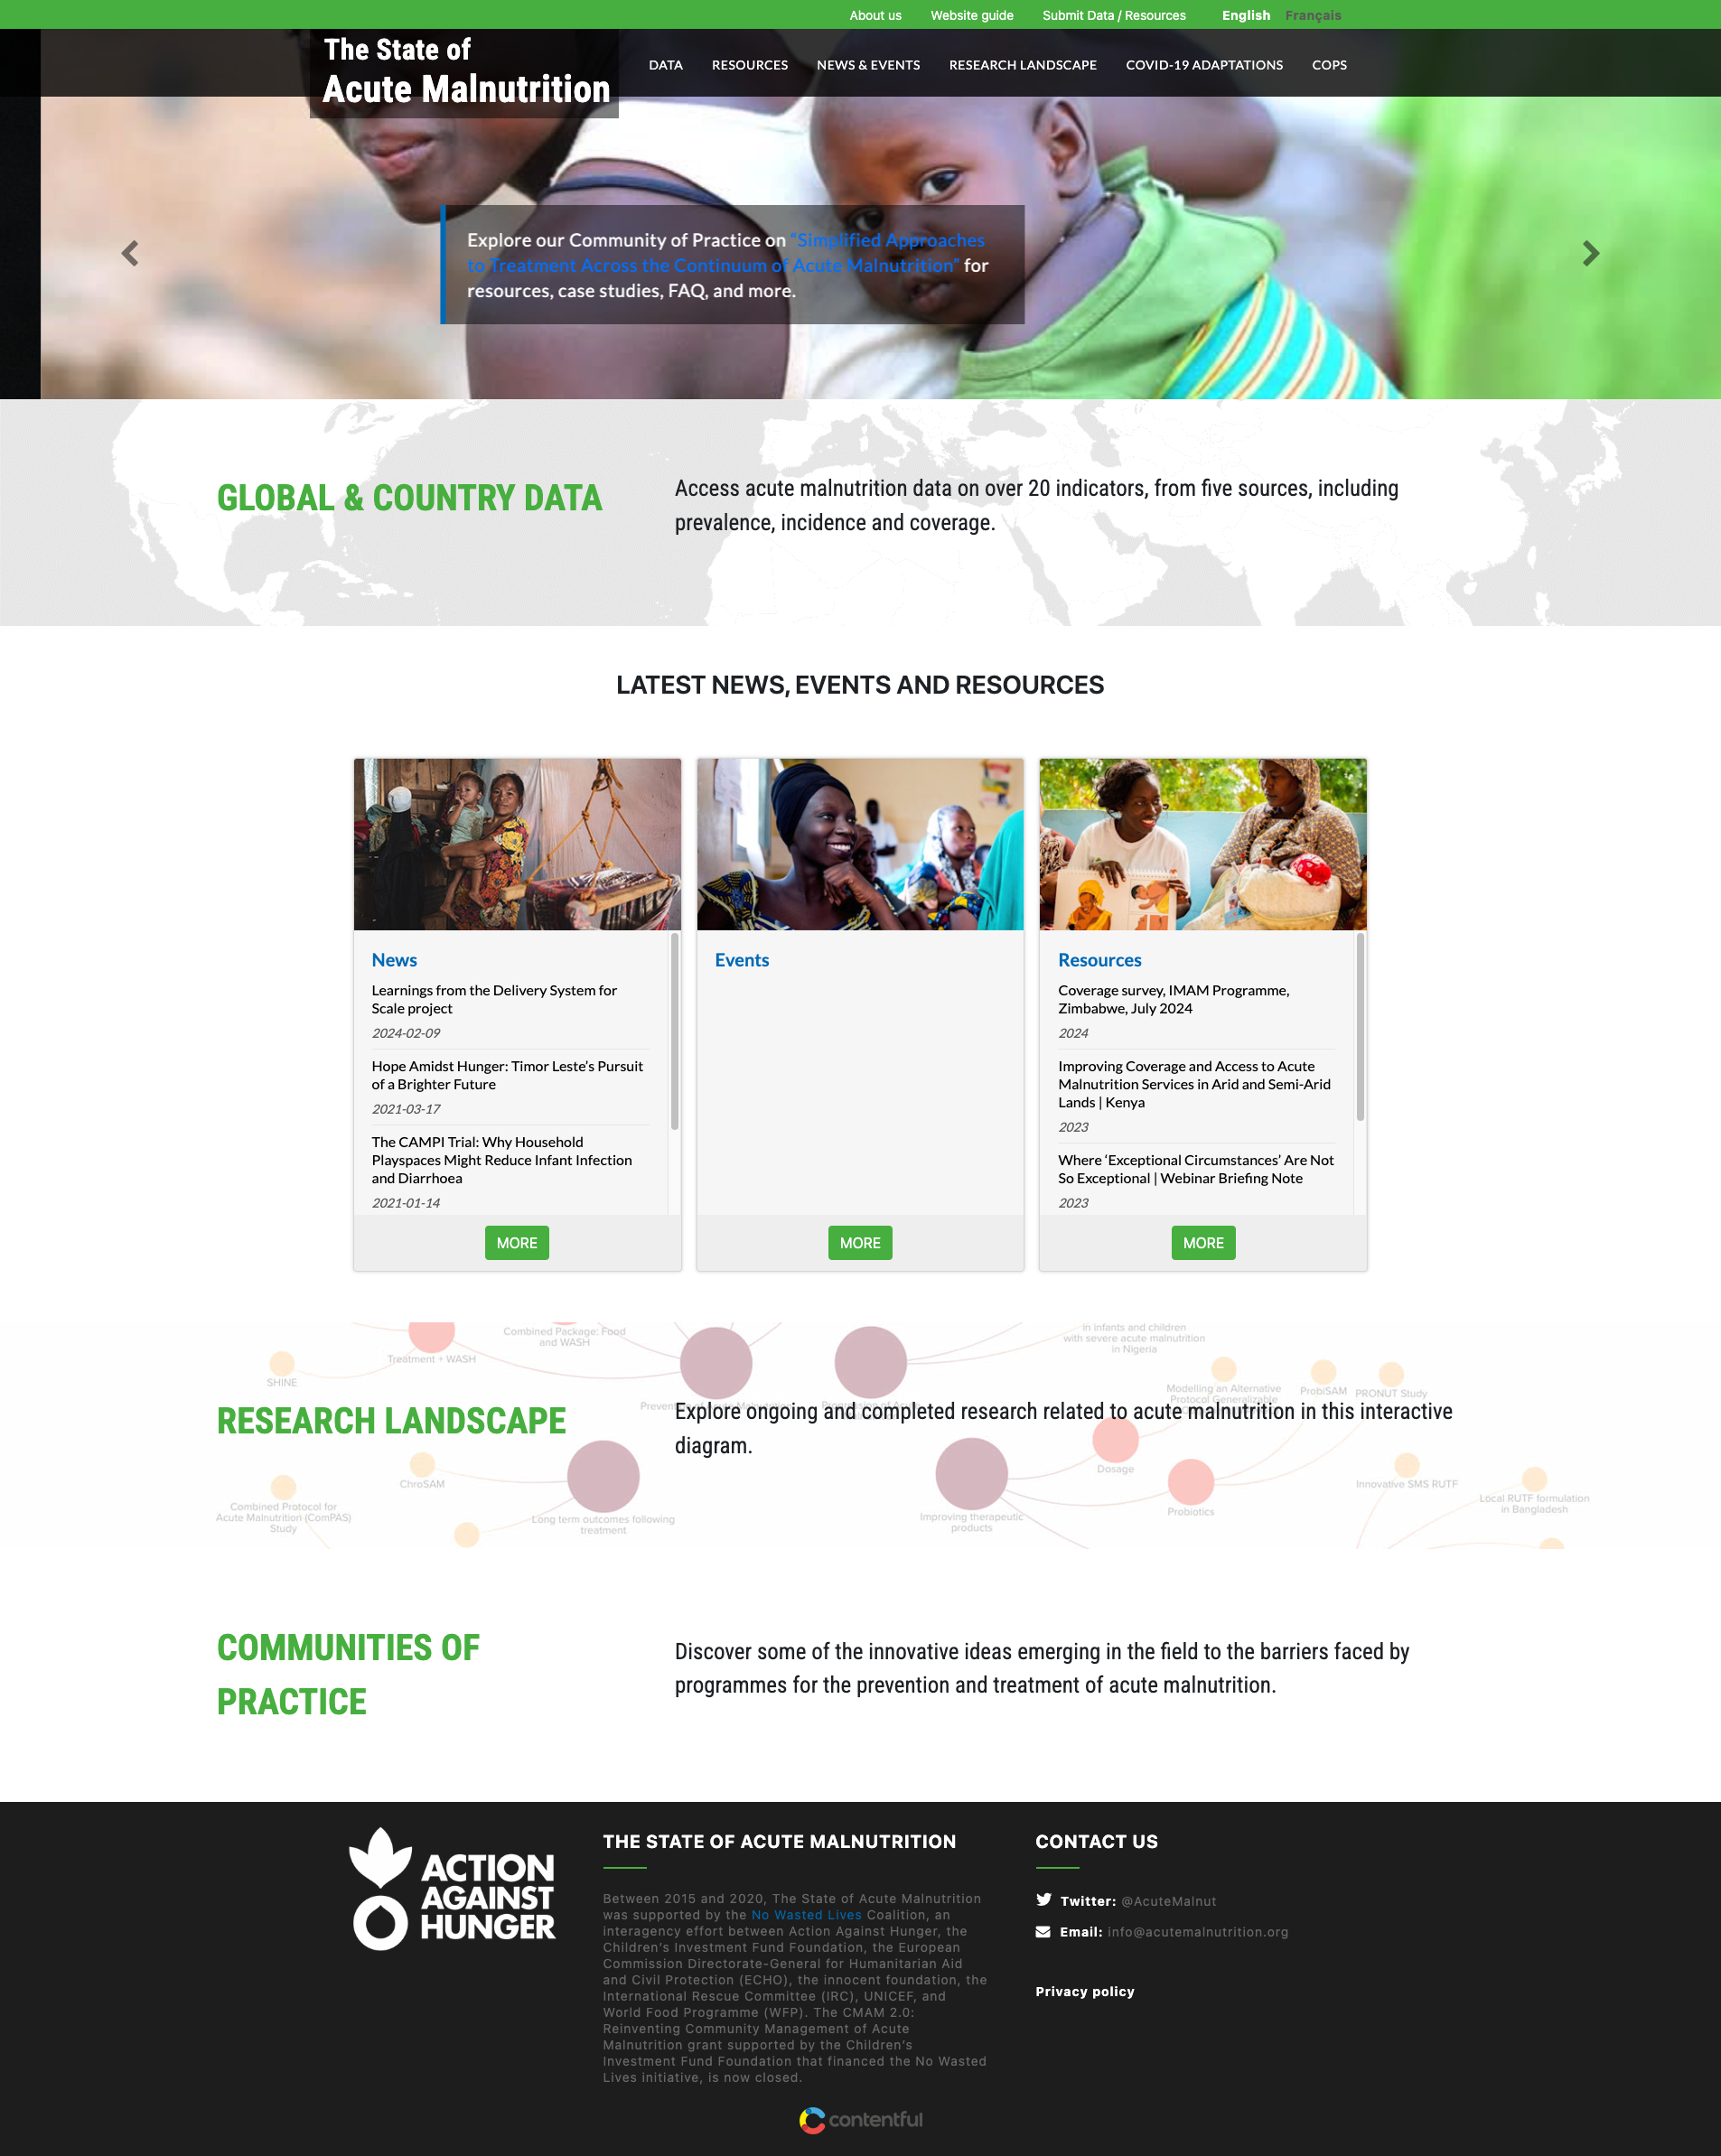 About us Website guide Submit Data / Resources English Français
The State of
Acute Malnutrition
DATA RESOURCES NEWS & EVENTS RESEARCH LANDSCAPE COVID-19 ADAPTATIONS COPS
Explore our Community of Practice on “Simplified Approaches
to Treatment Across the Continuum of Acute Malnutrition” for
resources, case studies, FAQ, and more.
GLOBAL & COUNTRY DATA
Access acute malnutrition data on over 20 indicators, from five sources, including
prevalence, incidence and coverage.
LATEST NEWS, EVENTS AND RESOURCES
News
Learnings from the Delivery System for
Scale project
2024-02-09
Hope Amidst Hunger: Timor Leste’s Pursuit
of a Brighter Future
2021-03-17
The CAMPI Trial: Why Household
Playspaces Might Reduce Infant Infection
and Diarrhoea
2021-01-14
MORE
Events
MORE
Resources
Coverage survey, IMAM Programme,
Zimbabwe, July 2024
2024
Improving Coverage and Access to Acute
Malnutrition Services in Arid and Semi-Arid
Lands | Kenya
2023
Where ‘Exceptional Circumstances’ Are Not
So Exceptional | Webinar Briefing Note
2023
MORE
Combined Package: Food
and WASH
Treatment + WASH
SHINE
in infants and children
with severe acute malnutrition
in Nigeria
Modelling an Alternative
Protocol Generalizable
ProbiSAM
PRONUT Study
RESEARCH LANDSCAPE
Explore ongoing and completed research related to acute malnutrition in this interactive
diagram.
ChroSAM
Combined Protocol for
Acute Malnutrition (ComPAS)
Study
Long term outcomes following
treatment
Improving therapeutic
products
Dosage
Probiotics
Innovative SMS RUTF
Local RUTF formulation
in Bangladesh
COMMUNITIES OF
PRACTICE
Discover some of the innovative ideas emerging in the field to the barriers faced by
programmes for the prevention and treatment of acute malnutrition.
ACTION
AGAINST
HUNGER
THE STATE OF ACUTE MALNUTRITION
Between 2015 and 2020, The State of Acute Malnutrition
was supported by the No Wasted Lives Coalition, an
interagency effort between Action Against Hunger, the
Children’s Investment Fund Foundation, the European
Commission Directorate-General for Humanitarian Aid
and Civil Protection (ECHO), the innocent foundation, the
International Rescue Committee (IRC), UNICEF, and
World Food Programme (WFP). The CMAM 2.0:
Reinventing Community Management of Acute
Malnutrition grant supported by the Children’s
Investment Fund Foundation that financed the No Wasted
Lives initiative, is now closed.
CONTACT US
Twitter: @AcuteMalnut
Email: info@acutemalnutrition.org
Privacy policy
contentful